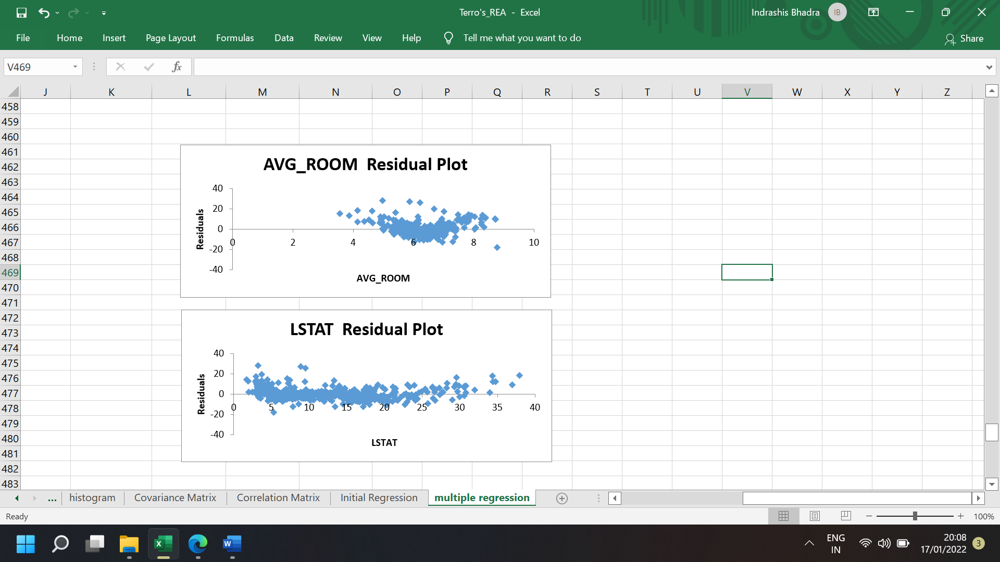 Terro's_REA - Excel
Indrashis Bhadra IB
File Home Insert Page Layout Formulas Data Review View Help Tell me what you want to do Share
V469 fx
J K L M N O P Q R S T U V W X Y Z
458
459
460
461
462
463
464
465
466
467
468
469
470
471
472
473
474
475
476
477
478
479
480
481
482
483
AVG_ROOM Residual Plot
40
20
0
-20
-40
Residuals
0 2 4 6 8 10
AVG_ROOM
LSTAT Residual Plot
40
20
0
-20
-40
Residuals
0 5 10 15 20 25 30 35 40
LSTAT
... histogram Covariance Matrix Correlation Matrix Initial Regression multiple regression
Ready 100%
X W
ENG
IN
20:08
17/01/2022
3